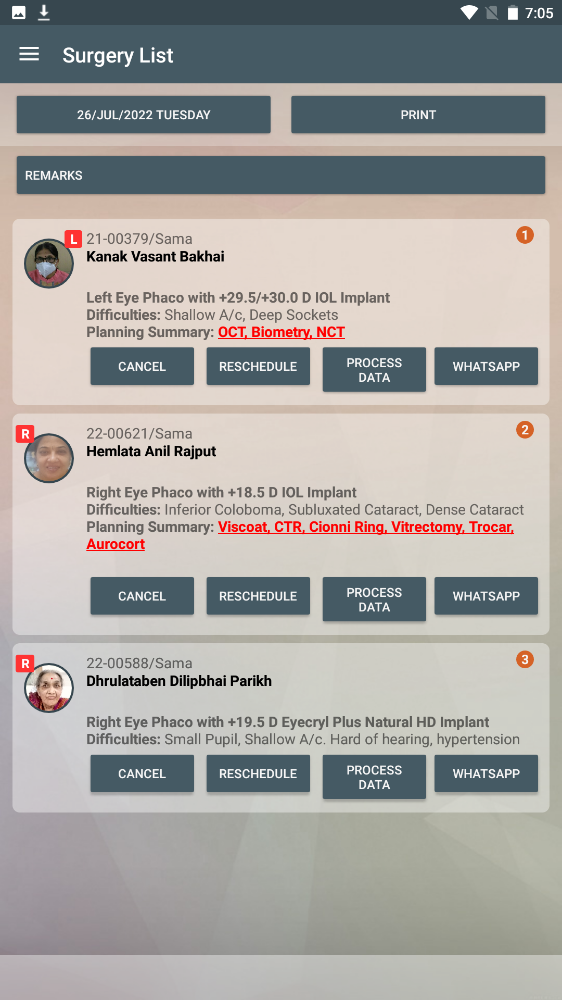 7:05
Surgery List
26/JUL/2022 TUESDAY
PRINT
REMARKS
L
21-00379/Sama
1
Kanak Vasant Bakhai
Left Eye Phaco with +29.5/+30.0 D IOL Implant
Difficulties: Shallow A/c, Deep Sockets
Planning Summary: OCT, Biometry, NCT
CANCEL
RESCHEDULE
PROCESS
DATA
WHATSAPP
R
22-00621/Sama
2
Hemlata Anil Rajput
Right Eye Phaco with +18.5 D IOL Implant
Difficulties: Inferior Coloboma, Subluxated Cataract, Dense Cataract
Planning Summary: Viscoat, CTR, Cionni Ring, Vitrectomy, Trocar,
Aurocort
CANCEL
RESCHEDULE
PROCESS
DATA
WHATSAPP
R
22-00588/Sama
3
Dhrulataben Dilipbhai Parikh
Right Eye Phaco with +19.5 D Eyecryl Plus Natural HD Implant
Difficulties: Small Pupil, Shallow A/c. Hard of hearing, hypertension
CANCEL
RESCHEDULE
PROCESS
DATA
WHATSAPP